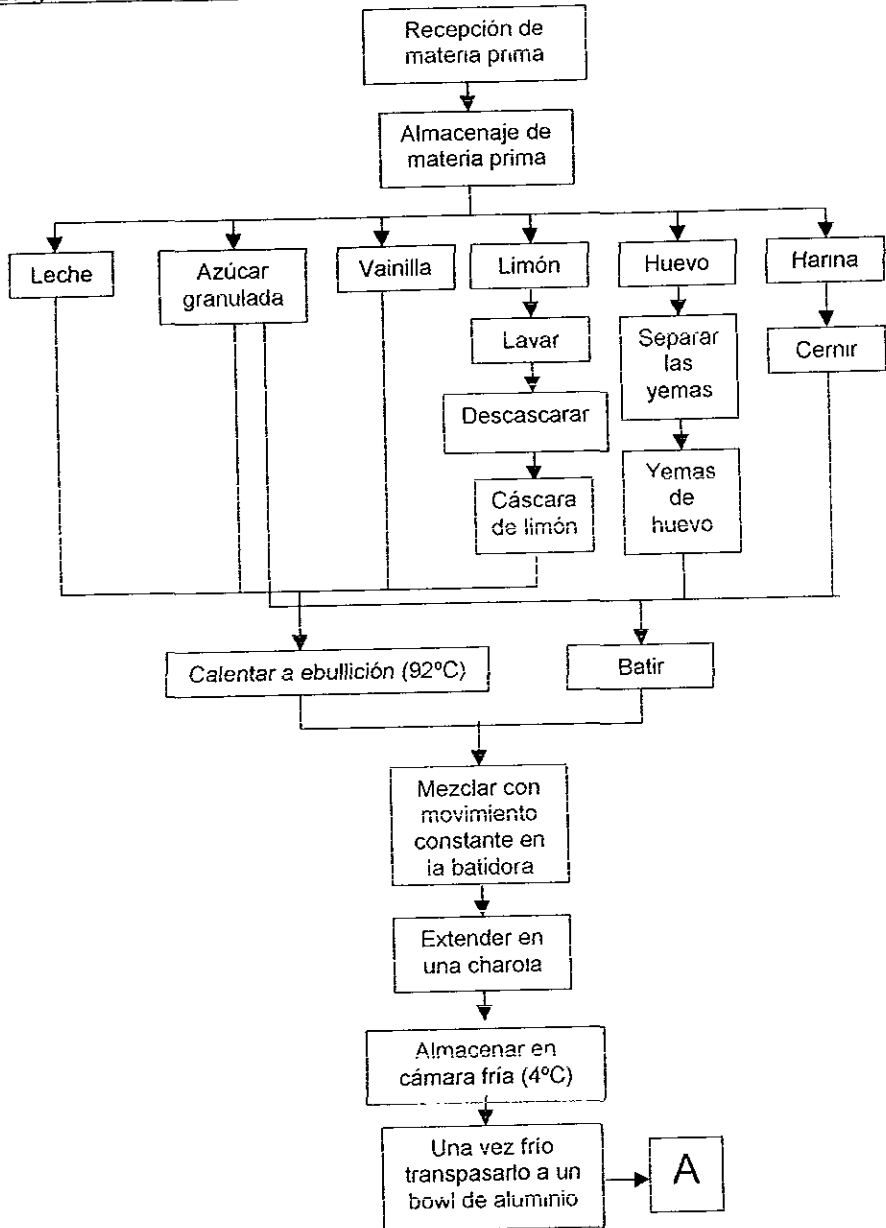 Recepción de
materia prima
Almacenaje de
materia prima
Leche
Azúcar
granulada
Vainilla
Limón
Huevo
Harina
Lavar
Separar
las
yemas
Cernir
Descascarar
Cáscara
de limón
Yemas
de
huevo
Calentar a ebullición (92ºC)
Batir
Mezclar con
movimiento
constante en
la batidora
Extender en
una charola
Almacenar en
cámara fría (4ºC)
Una vez frío
transpasarlo a un
bowl de aluminio
A